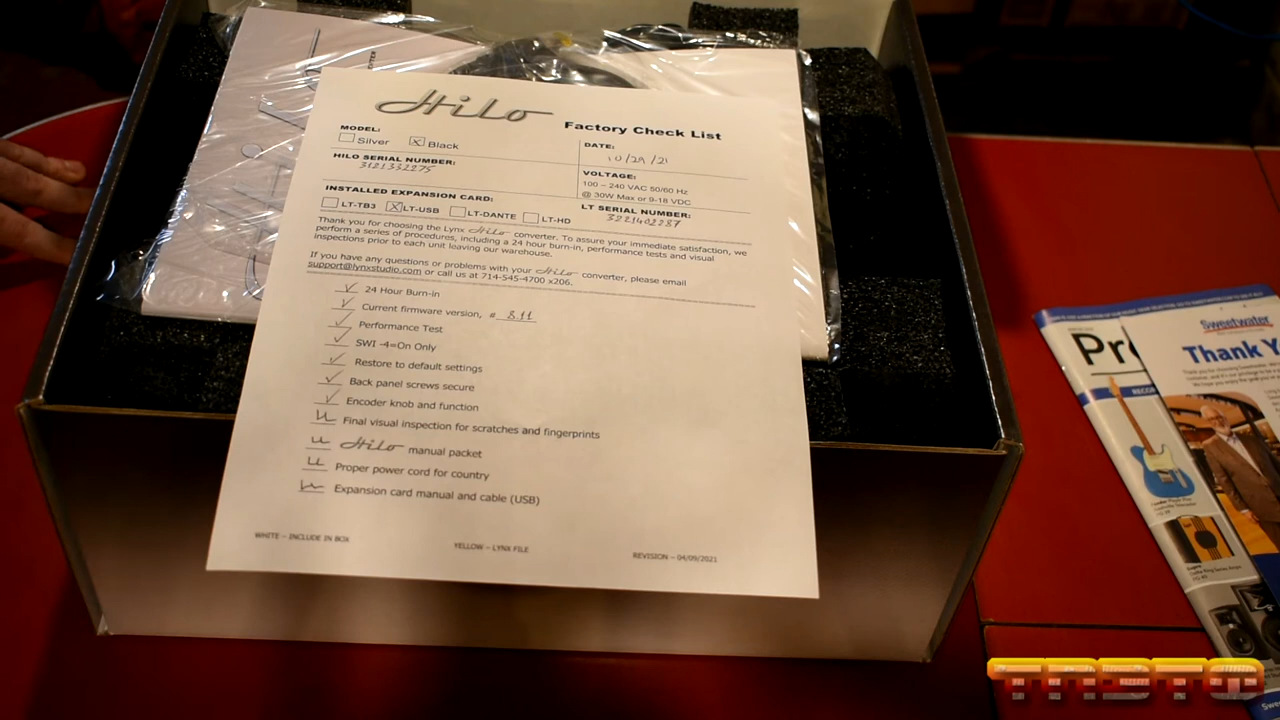 Hilo Factory Check List
MODEL:
Silver Black
DATE:
10/29/21
HILO SERIAL NUMBER:
3121332275
VOLTAGE:
100 – 240 VAC 50/60 Hz
@ 30W Max or 9-18 VDC
INSTALLED EXPANSION CARD:
LT-TB3 LT-USB LT-DANTE LT-HD
LT SERIAL NUMBER:
3221402287
Thank you for choosing the Lynx Hilo converter. To assure your immediate satisfaction, we
perform a series of procedures, including a 24 hour burn-in, performance tests and visual
inspections prior to each unit leaving our warehouse.
If you have any questions or problems with your Hilo converter, please email
support@lynxstudio.com or call us at 714-545-4700 x206.
24 Hour Burn-in
Current firmware version, # 8.11
Performance Test
SWI -4=On Only
Restore to default settings
Back panel screws secure
Encoder knob and function
Final visual inspection for scratches and fingerprints
Hilo manual packet
Proper power cord for country
Expansion card manual and cable (USB)
WHITE – INCLUDE IN BOX YELLOW – LYNX FILE REVISION – 04/09/2021
Sweetwater
Thank Y
Pr
TASTO